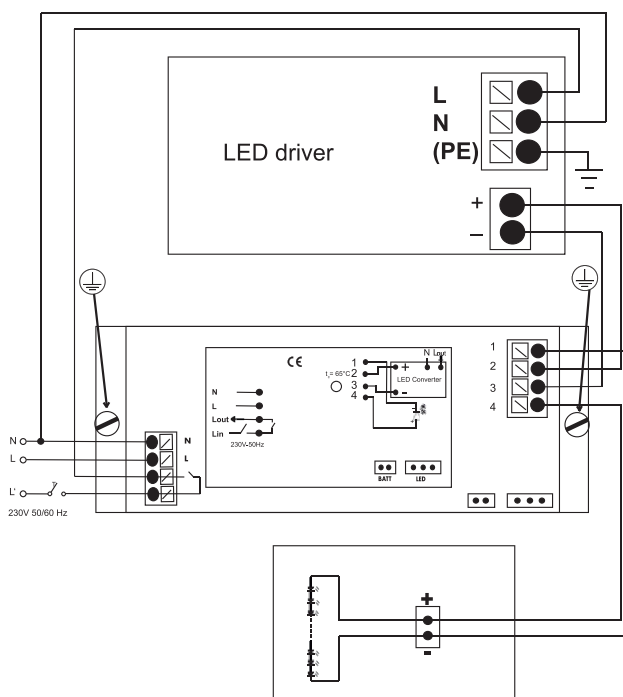 L
N
(PE)
LED driver
+
–
1
2
3
4
CE
1
2
3
4
tc= 65°C
+
-
N Lout
LED Converter
N
L
Lout
Lin
230V-50Hz
BATT
LED
N
L
N
L
L'
230V 50/60 Hz
+
-